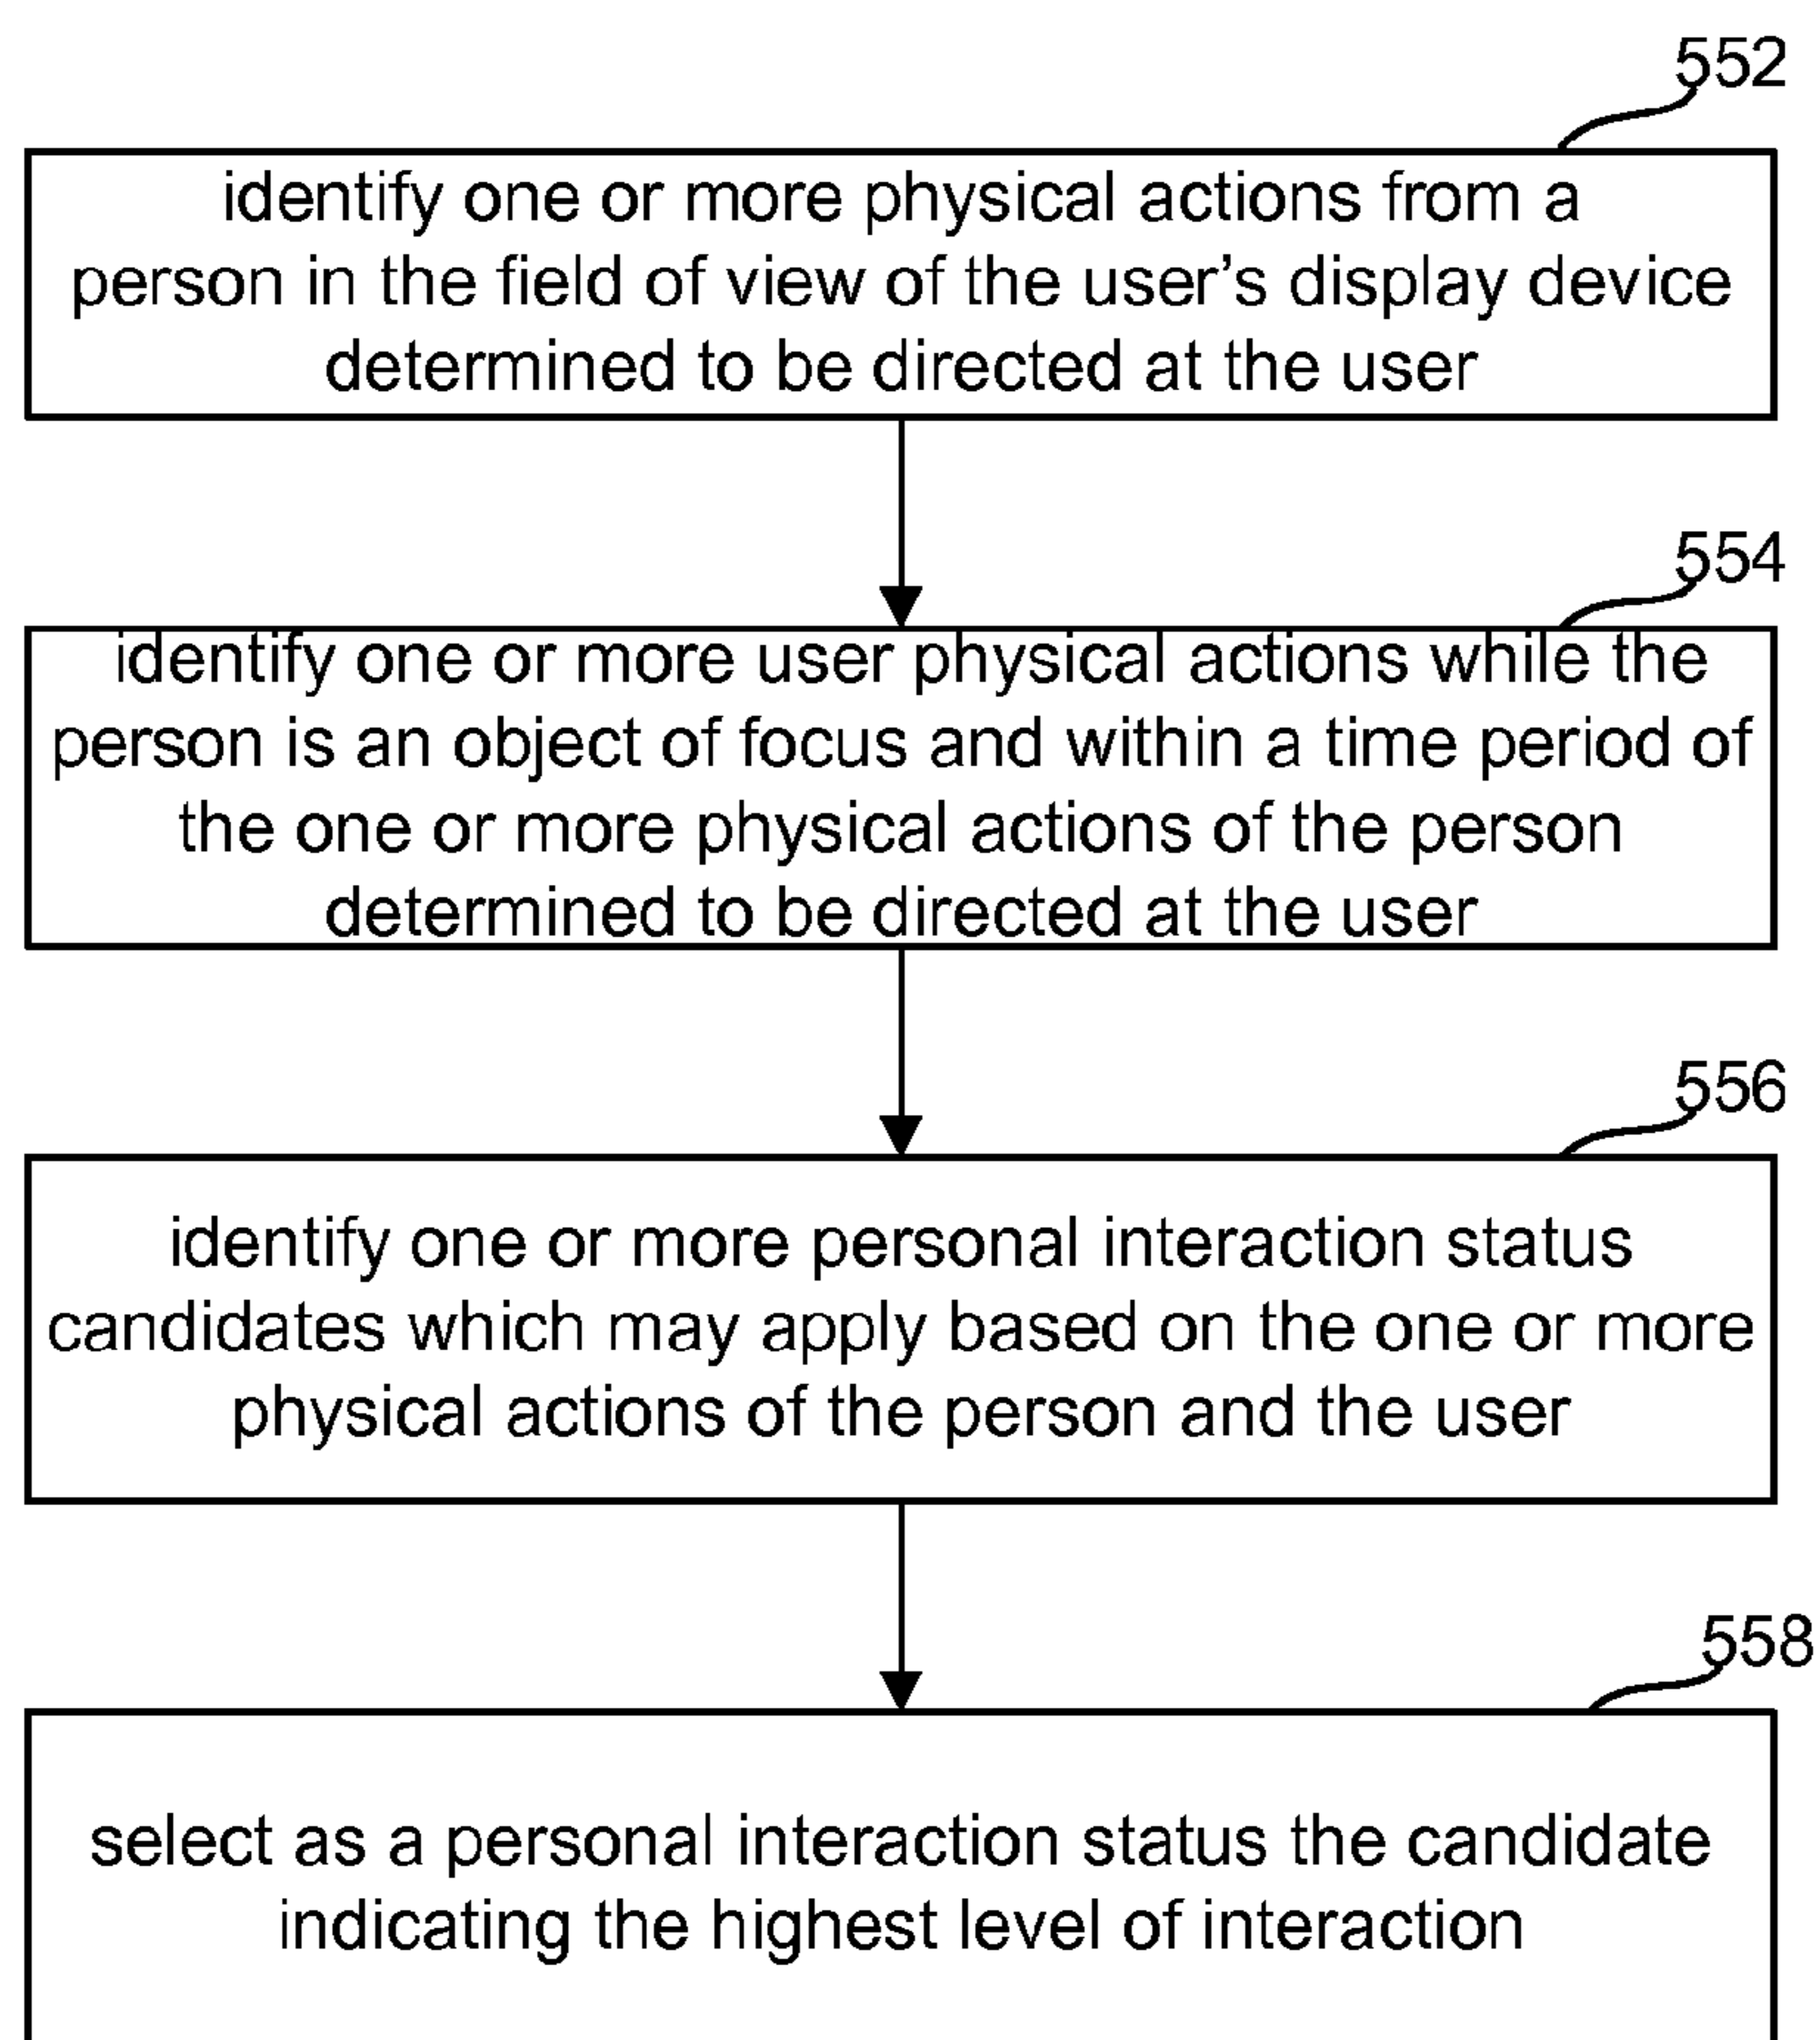 552
identify one or more physical actions from a
person in the field of view of the user's display device
determined to be directed at the user
554
identify one or more user physical actions while the
person is an object of focus and within a time period of
the one or more physical actions of the person
determined to be directed at the user
556
identify one or more personal interaction status
candidates which may apply based on the one or more
physical actions of the person and the user
558
select as a personal interaction status the candidate
indicating the highest level of interaction